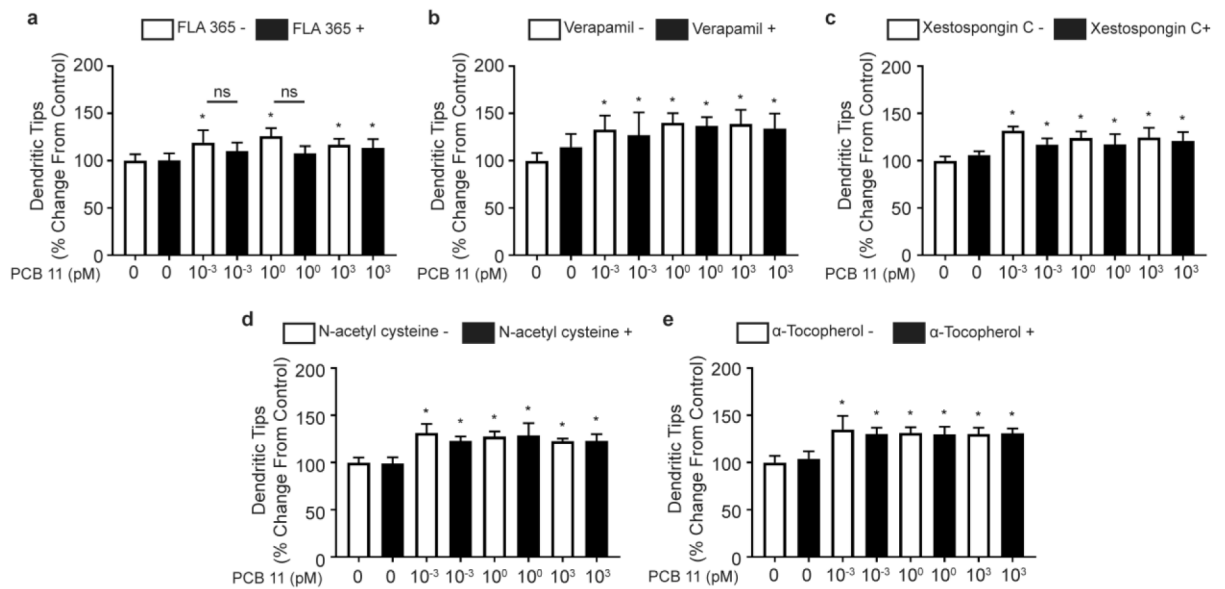 a
FLA 365 - FLA 365 +
200
150
100
50
0
Dendritic Tips
(% Change From Control)
ns ns
* * * *
PCB 11 (pM) 0 0 10⁻³ 10⁻³ 10⁰ 10⁰ 10³ 10³
b
Verapamil - Verapamil +
200
150
100
50
0
Dendritic Tips
(% Change From Control)
* * * * * *
PCB 11 (pM) 0 0 10⁻³ 10⁻³ 10⁰ 10⁰ 10³ 10³
c
Xestospongin C - Xestospongin C+
200
150
100
50
0
Dendritic Tips
(% Change From Control)
* * * * * *
PCB 11 (pM) 0 0 10⁻³ 10⁻³ 10⁰ 10⁰ 10³ 10³
d
N-acetyl cysteine - N-acetyl cysteine +
200
150
100
50
0
Dendritic Tips
(% Change From Control)
* * * * * *
PCB 11 (pM) 0 0 10⁻³ 10⁻³ 10⁰ 10⁰ 10³ 10³
e
α-Tocopherol - α-Tocopherol +
200
150
100
50
0
Dendritic Tips
(% Change From Control)
* * * * * *
PCB 11 (pM) 0 0 10⁻³ 10⁻³ 10⁰ 10⁰ 10³ 10³